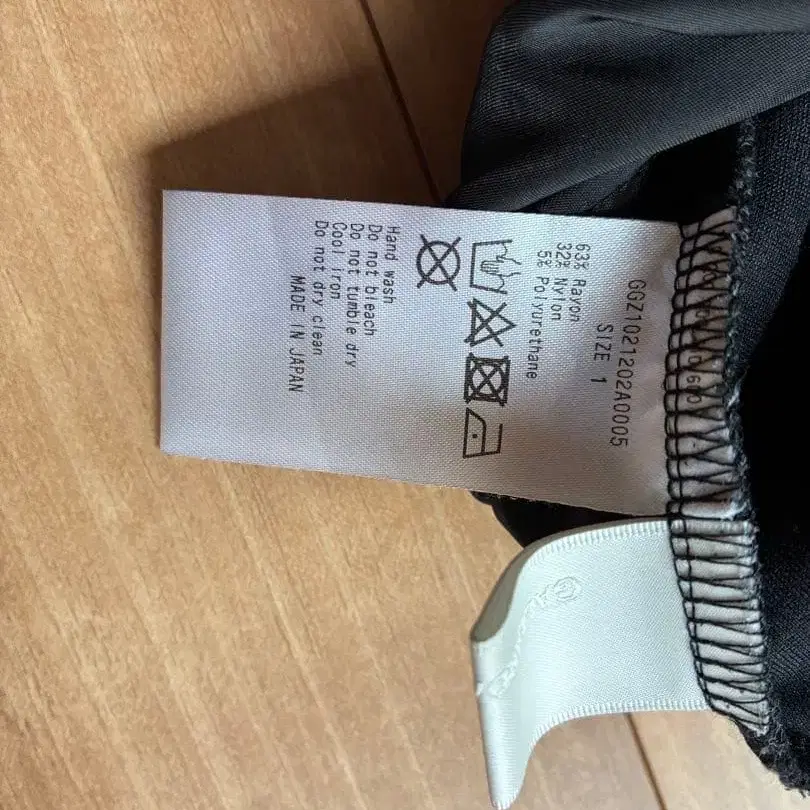 GGZ1021202A0005
SIZE 1
63% Rayon
32% Nylon
5% Polyurethane
Hand wash
Do not bleach
Do not tumble dry
Cool iron
Do not dry clean
MADE IN JAPAN